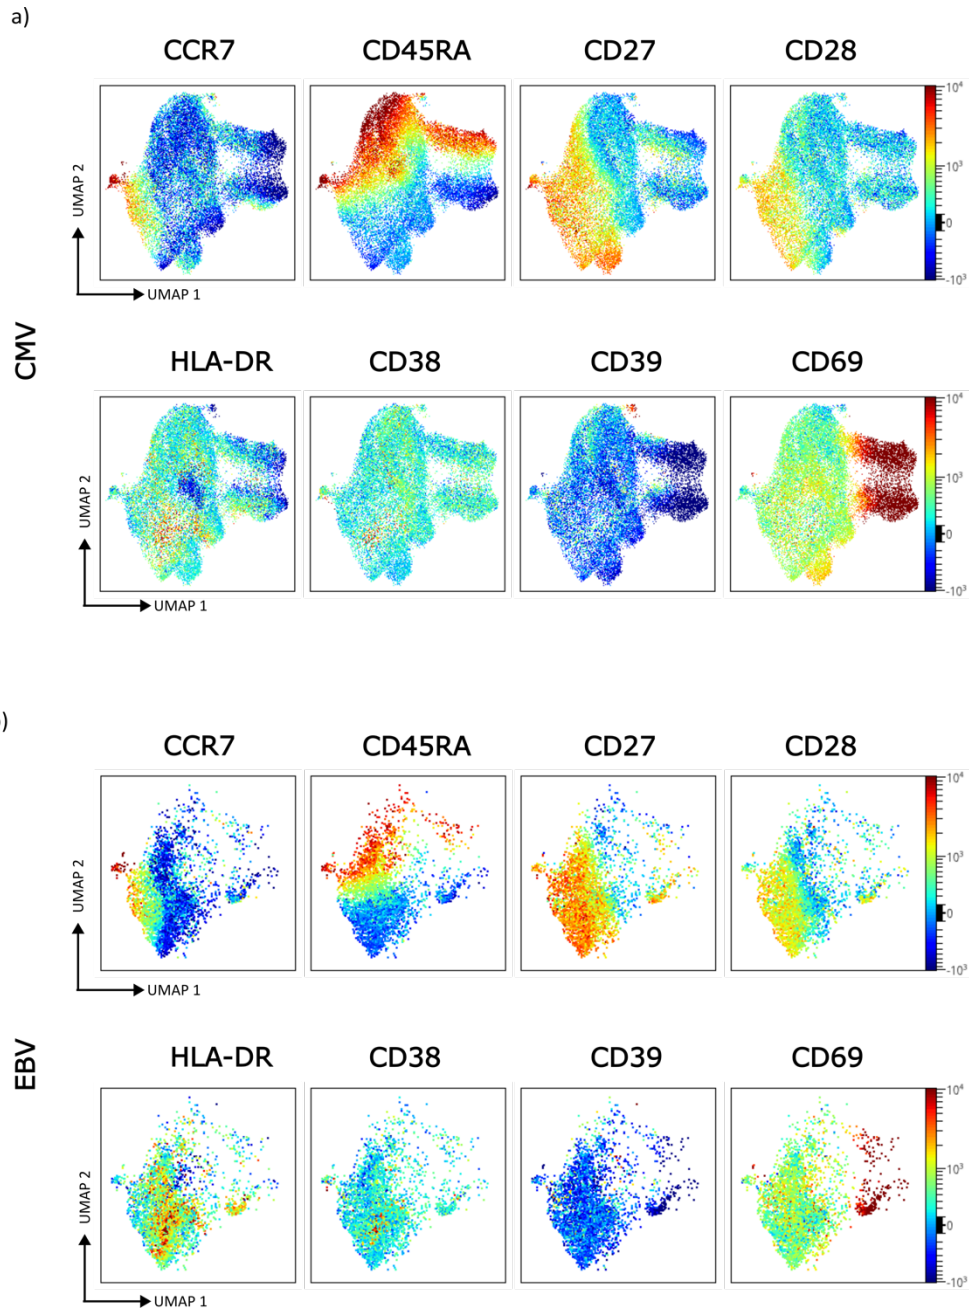 a)
CCR7 CD45RA CD27 CD28
10⁴
10³
0
-10³
UMAP 2
UMAP 1
CMV
HLA-DR CD38 CD39 CD69
10⁴
10³
0
-10³
UMAP 2
UMAP 1
)
CCR7 CD45RA CD27 CD28
10⁴
10³
0
-10³
UMAP 2
UMAP 1
EBV
HLA-DR CD38 CD39 CD69
10⁴
10³
0
-10³
UMAP 2
UMAP 1